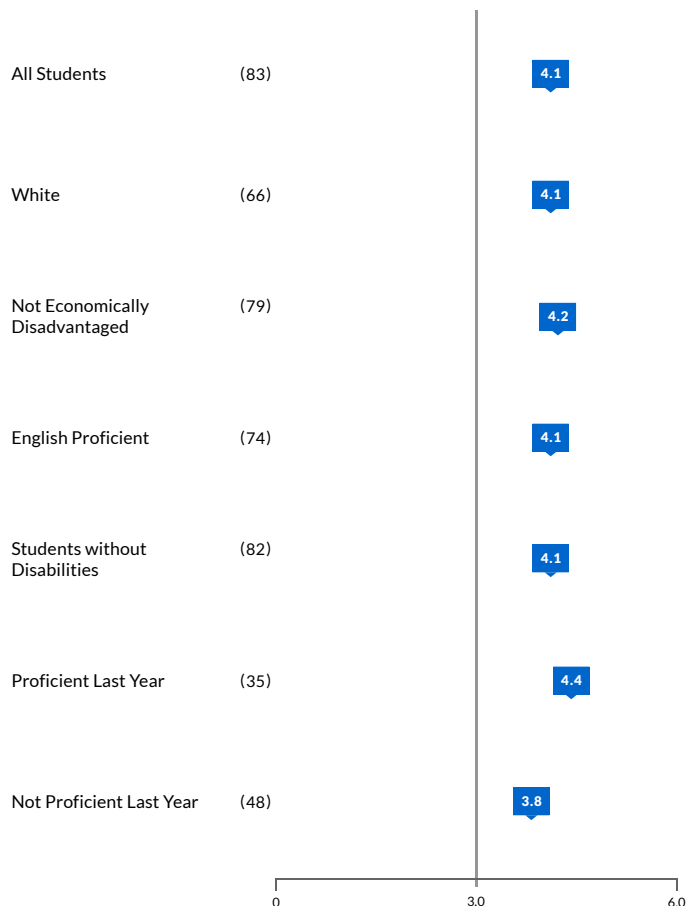 All Students (83) 4.1
White (66) 4.1
Not Economically (79)
Disadvantaged
4.2
English Proficient (74) 4.1
Students without (82)
Disabilities
4.1
Proficient Last Year (35) 4.4
Not Proficient Last Year (48) 3.8
0 3.0 6.0